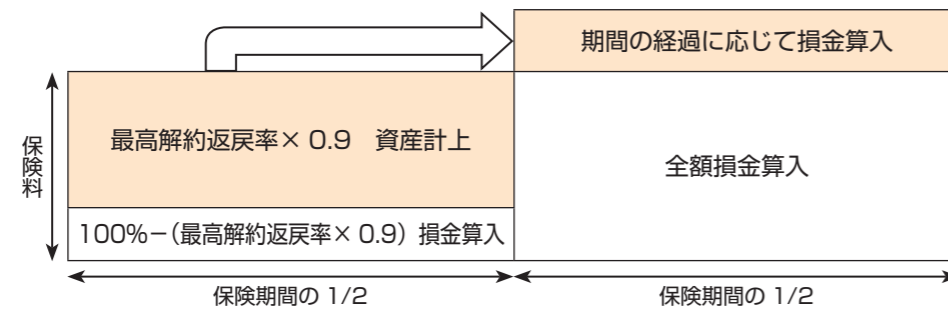 期間の経過に応じて損金算入
最高解約返戻率×0.9　資産計上
全額損金算入
保険料
100%−(最高解約返戻率×0.9) 損金算入
保険期間の 1/2
保険期間の 1/2